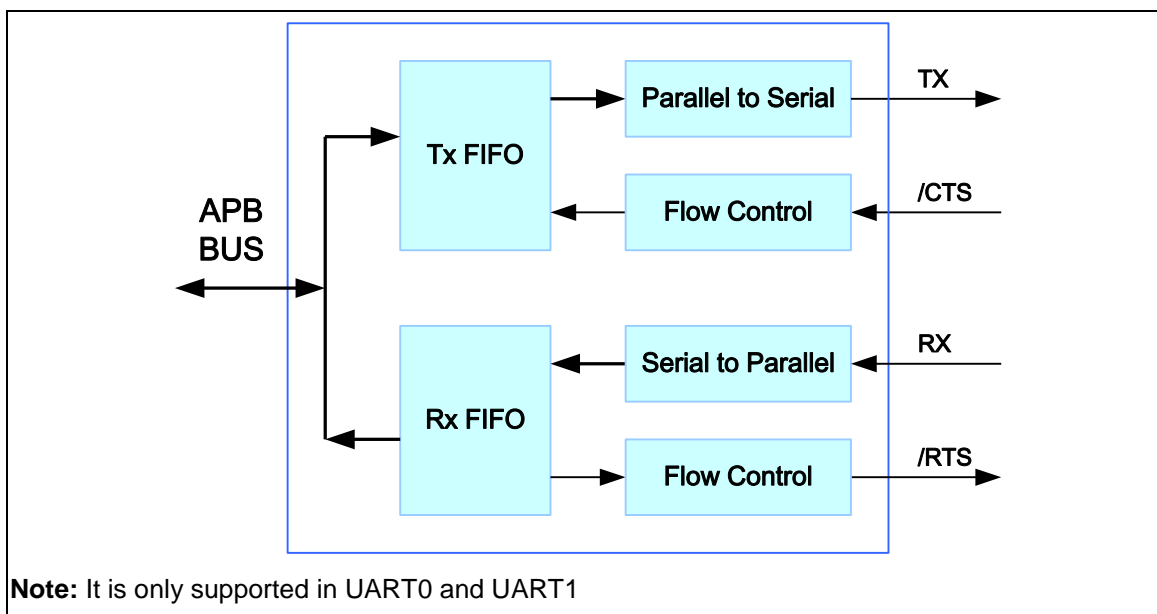 TX
Parallel to Serial
Tx FIFO
/CTS
Flow Control
APB
BUS
RX
Serial to Parallel
Rx FIFO
/RTS
Flow Control
Note: It is only supported in UART0 and UART1